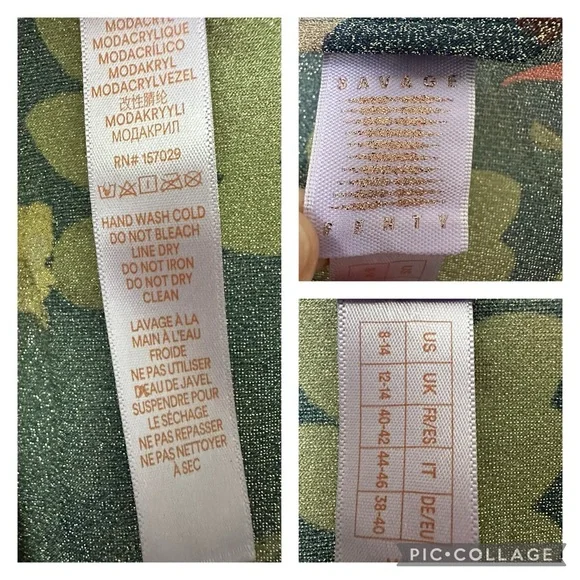 MODACRYL
MODACRYLIQUE
MODACRÍLICO
MODAKRYL
MODACRYLVEZEL
改性腈纶
MODAKRYYLI
МОДАКРИЛ
RN# 157029
HAND WASH COLD
DO NOT BLEACH
LINE DRY
DO NOT IRON
DO NOT DRY
CLEAN
LAVAGE À LA
MAIN À L'EAU
FROIDE
NE PAS UTILISER
D'EAU DE JAVEL
SUSPENDRE POUR
LE SÉCHAGE
NE PAS REPASSER
NE PAS NETTOYER
À SEC
SAVAGE
FENTY
US UK FR/ES IT DE/EU
8-14 12-14 40-42 44-46 38-40
PIC•COLLAGE